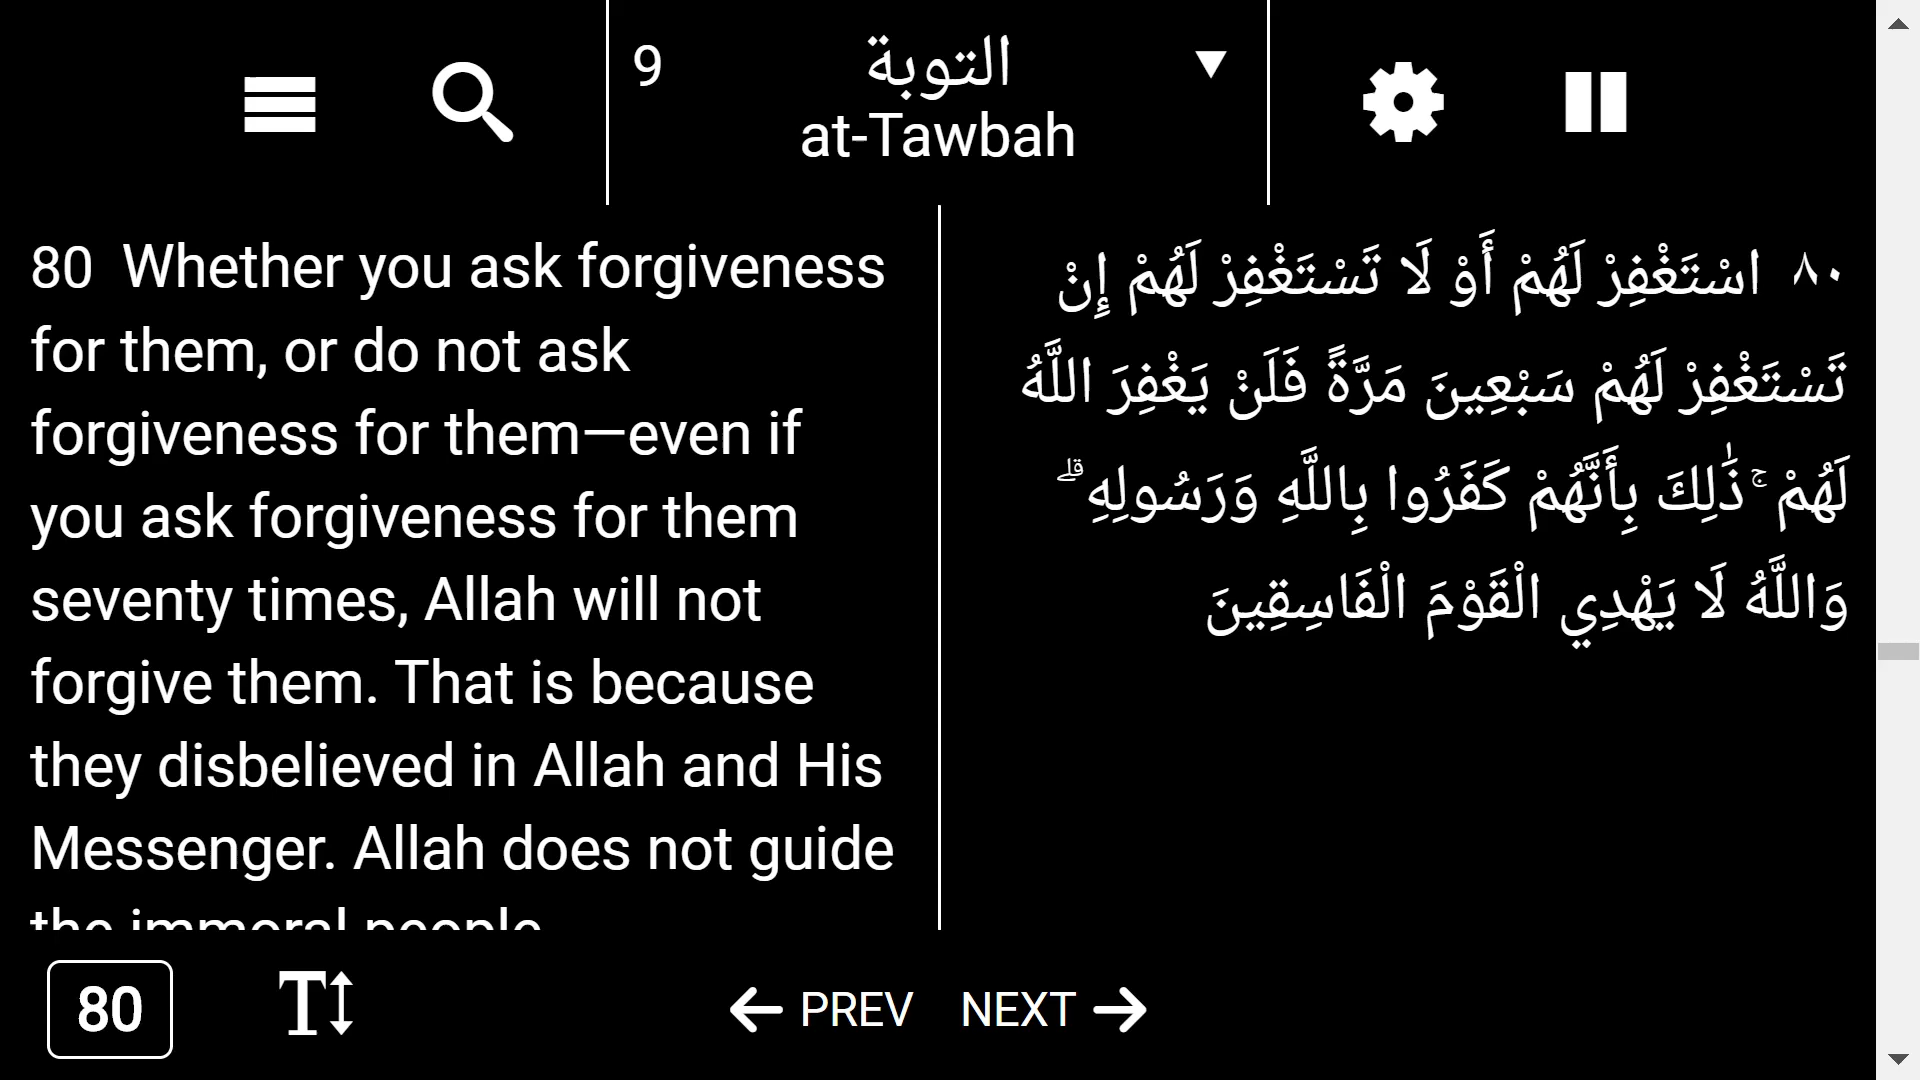 9
التوبة
at-Tawbah
80 Whether you ask forgiveness
for them, or do not ask
forgiveness for them—even if
you ask forgiveness for them
seventy times, Allah will not
forgive them. That is because
they disbelieved in Allah and His
Messenger. Allah does not guide
the immoral people
٨٠ اسْتَغْفِرْ لَهُمْ أَوْ لَا تَسْتَغْفِرْ لَهُمْ إِنْ
تَسْتَغْفِرْ لَهُمْ سَبْعِينَ مَرَّةً فَلَنْ يَغْفِرَ اللَّهُ
لَهُمْ ۚ ذَٰلِكَ بِأَنَّهُمْ كَفَرُوا بِاللَّهِ وَرَسُولِهِ ۗ
وَاللَّهُ لَا يَهْدِي الْقَوْمَ الْفَاسِقِينَ
80
T
PREV NEXT